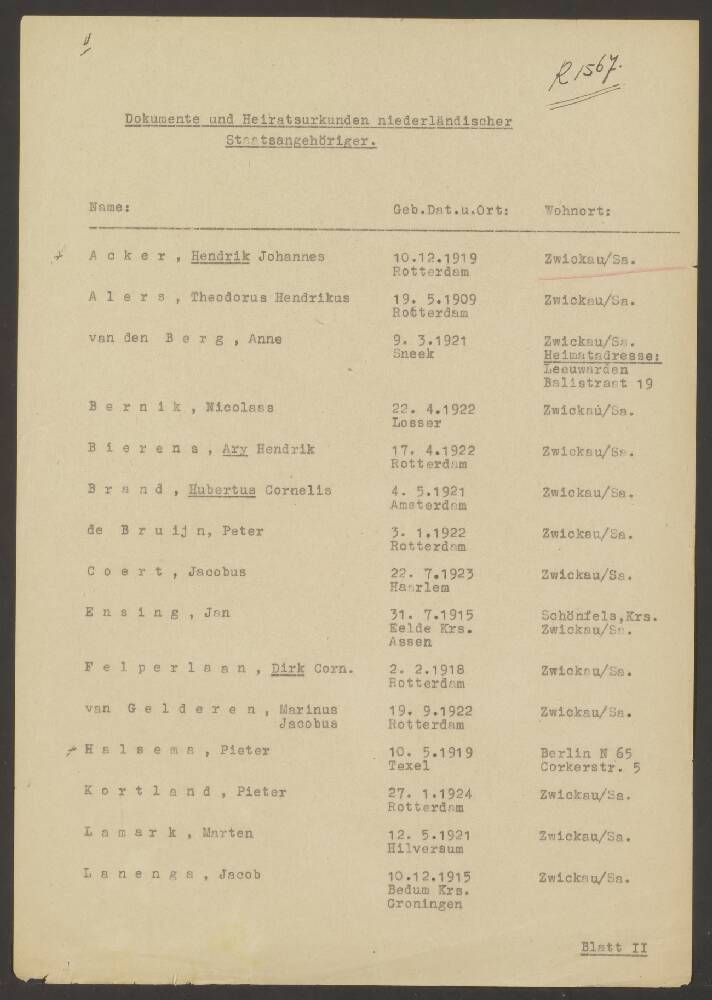 R 1567.
Dokumente und Heiratsurkunden niederländischer
Staatsangehöriger.
Name: Geb.Dat.u.Ort: Wohnort:
A c k e r , Hendrik Johannes 10.12.1919 Zwickau/Sa.
Rotterdam
A l e r s , Theodorus Hendrikus 19. 5.1909 Zwickau/Sa.
Rotterdam
van den B e r g , Anne 9. 3.1921 Zwickau/Sa.
Sneek Heimatadresse:
Leeuwarden
Balistraat 19
B e r n i k , Nicolaas 22. 4.1922 Zwickau/Sa.
Losser
B i e r e n s , Ary Hendrik 17. 4.1922 Zwickau/Sa.
Rotterdam
B r a n d , Hubertus Cornelis 4. 5.1921 Zwickau/Sa.
Amsterdam
de B r u ij n, Peter 3. 1.1922 Zwickau/Sa.
Rotterdam
C o e r t , Jacobus 22. 7.1923 Zwickau/Sa.
Haarlem
E n s i n g , Jan 31. 7.1915 Schönfels,Krs.
Eelde Krs. Zwickau/Sa.
Assen
F e l p e r l a a n , Dirk Corn. 2. 2.1918 Zwickau/Sa.
Rotterdam
van G e l d e r e n , Marinus 19. 9.1922 Zwickau/Sa.
Jacobus Rotterdam
H a l s e m a , Pieter 10. 5.1919 Berlin N 65
Texel Corkerstr. 5
K o r t l a n d , Pieter 27. 1.1924 Zwickau/Sa.
Rotterdam
L a m a r k , Marten 12. 5.1921 Zwickau/Sa.
Hilversum
L a n e n g a , Jacob 10.12.1915 Zwickau/Sa.
Bedum Krs.
Groningen
Blatt II